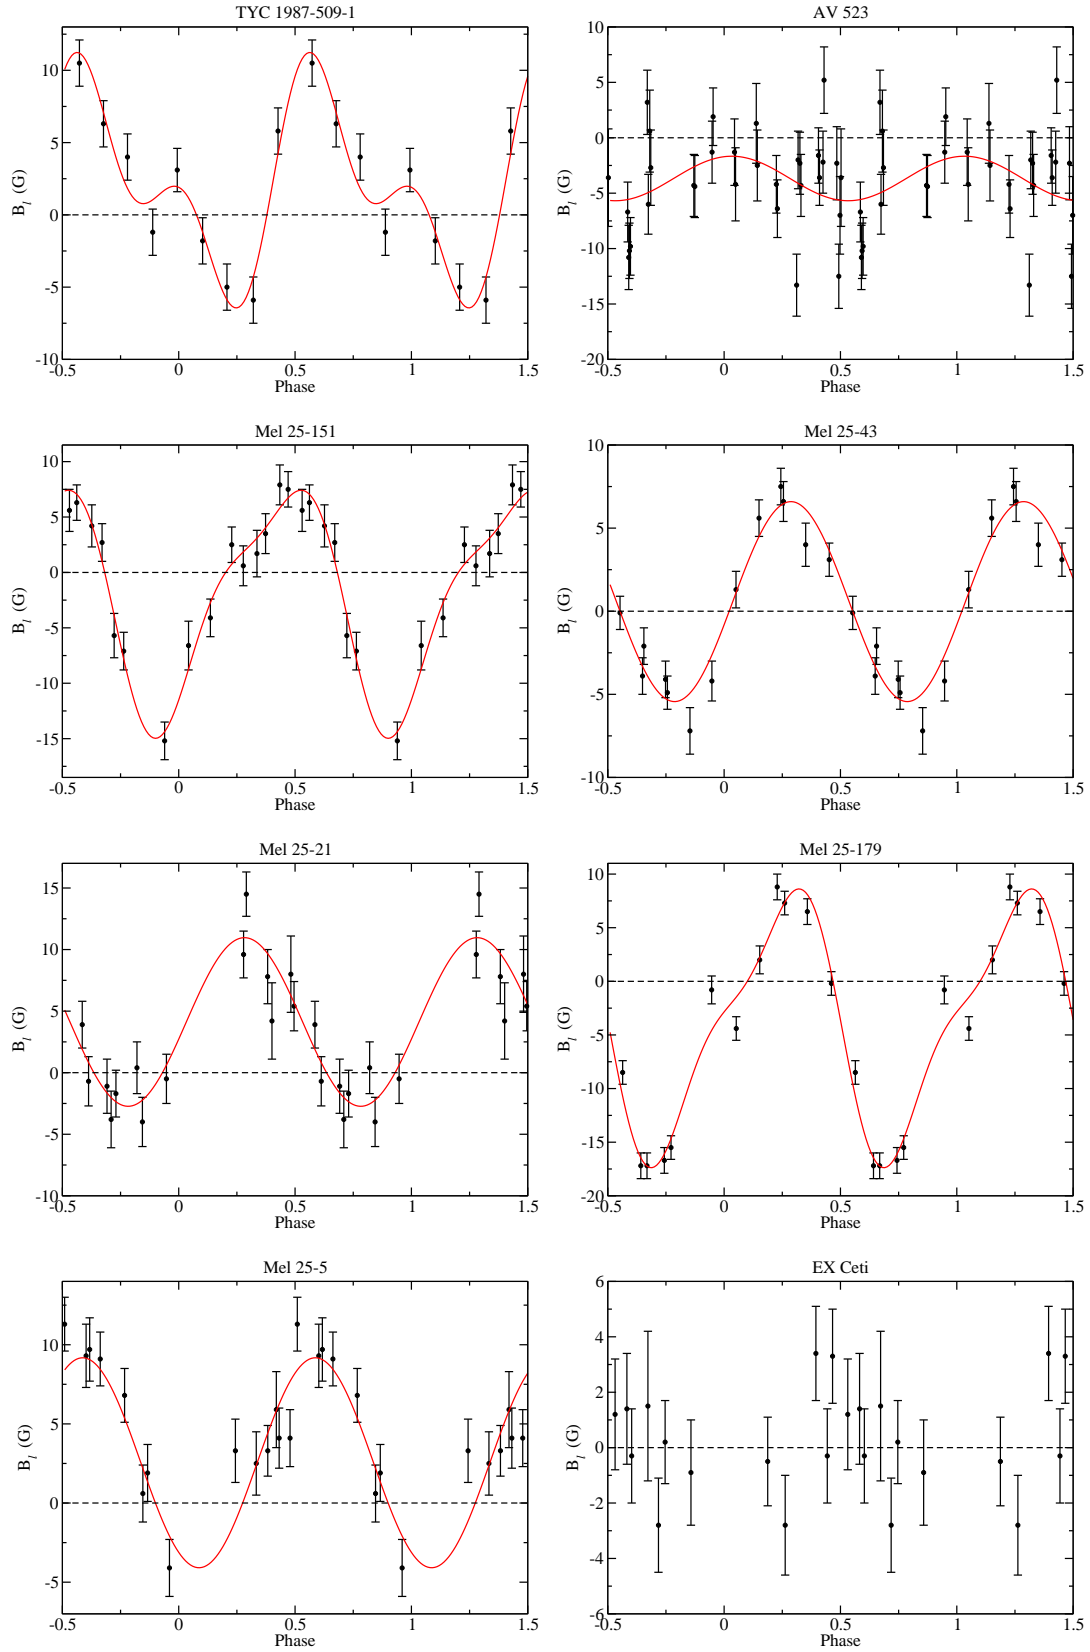 TYC 1987-509-1
10
5
0
-5
-10
B_l (G)
-0.5 0 0.5 1 1.5
Phase
AV 523
10
5
0
-5
-10
-15
-20
B_l (G)
-0.5 0 0.5 1 1.5
Phase
Mel 25-151
10
5
0
-5
-10
-15
B_l (G)
-0.5 0 0.5 1 1.5
Phase
Mel 25-43
10
5
0
-5
-10
B_l (G)
-0.5 0 0.5 1 1.5
Phase
Mel 25-21
15
10
5
0
-5
-10
B_l (G)
-0.5 0 0.5 1 1.5
Phase
Mel 25-179
10
5
0
-5
-10
-15
-20
B_l (G)
-0.5 0 0.5 1 1.5
Phase
Mel 25-5
10
5
0
-5
B_l (G)
-0.5 0 0.5 1 1.5
Phase
EX Ceti
6
4
2
0
-2
-4
-6
B_l (G)
-0.5 0 0.5 1 1.5
Phase